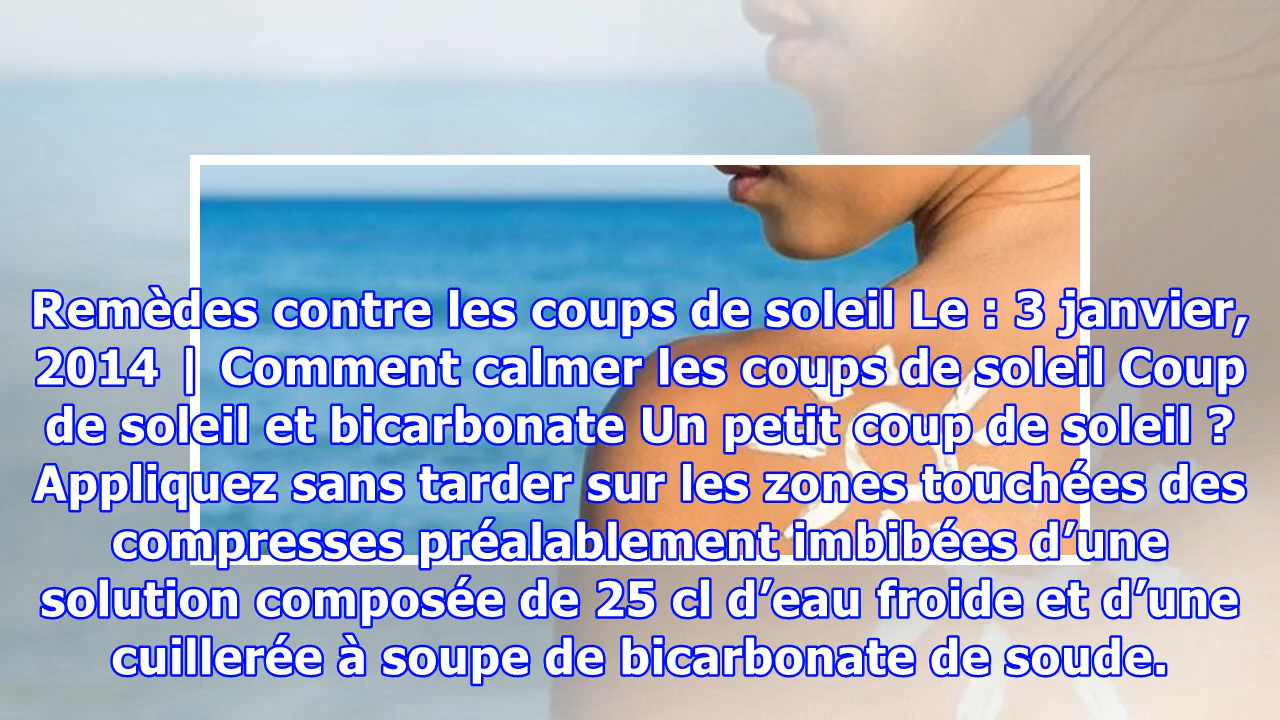 Remèdes contre les coups de soleil Le : 3 janvier,
2014 | Comment calmer les coups de soleil Coup
de soleil et bicarbonate Un petit coup de soleil ?
Appliquez sans tarder sur les zones touchées des
compresses préalablement imbibées d’une
solution composée de 25 cl d’eau froide et d’une
cuillerée à soupe de bicarbonate de soude.